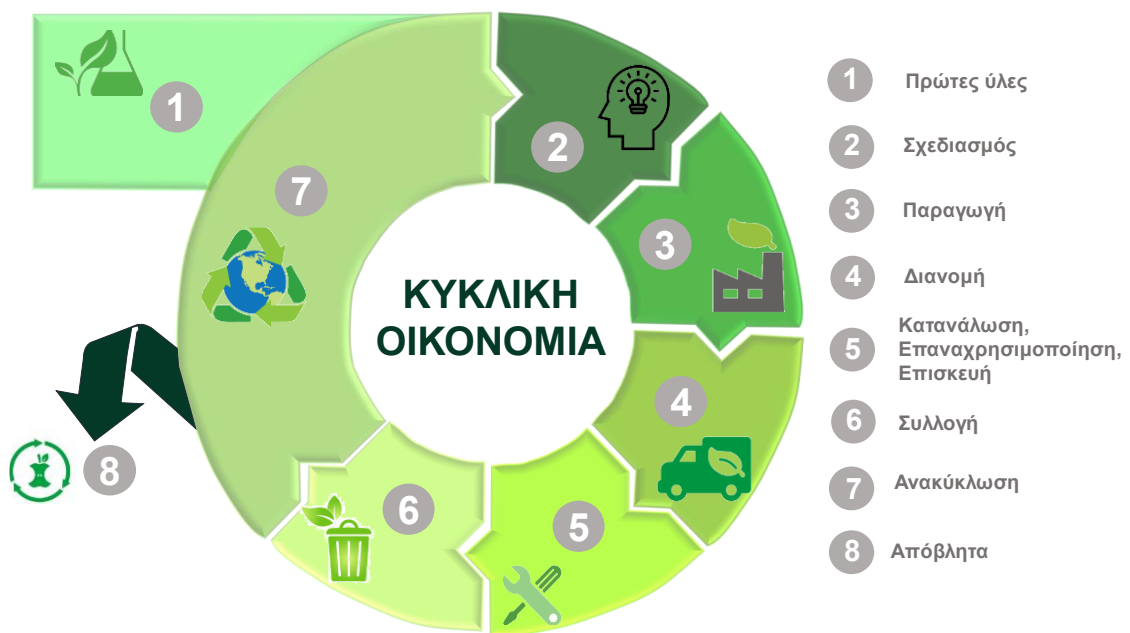 1
7
2
3
4
5
6
8
ΚΥΚΛΙΚΗ
ΟΙΚΟΝΟΜΙΑ
1 Πρώτες ύλες
2 Σχεδιασμός
3 Παραγωγή
4 Διανομή
5 Κατανάλωση,
Επαναχρησιμοποίηση,
Επισκευή
6 Συλλογή
7 Ανακύκλωση
8 Απόβλητα